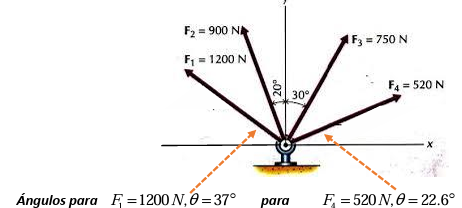 y
F₂ = 900 N
F₃ = 750 N
F₁ = 1200 N
F₄ = 520 N
20°
30°
x
Ángulos para F₁ = 1200 N, θ = 37° para F₄ = 520 N, θ = 22.6°